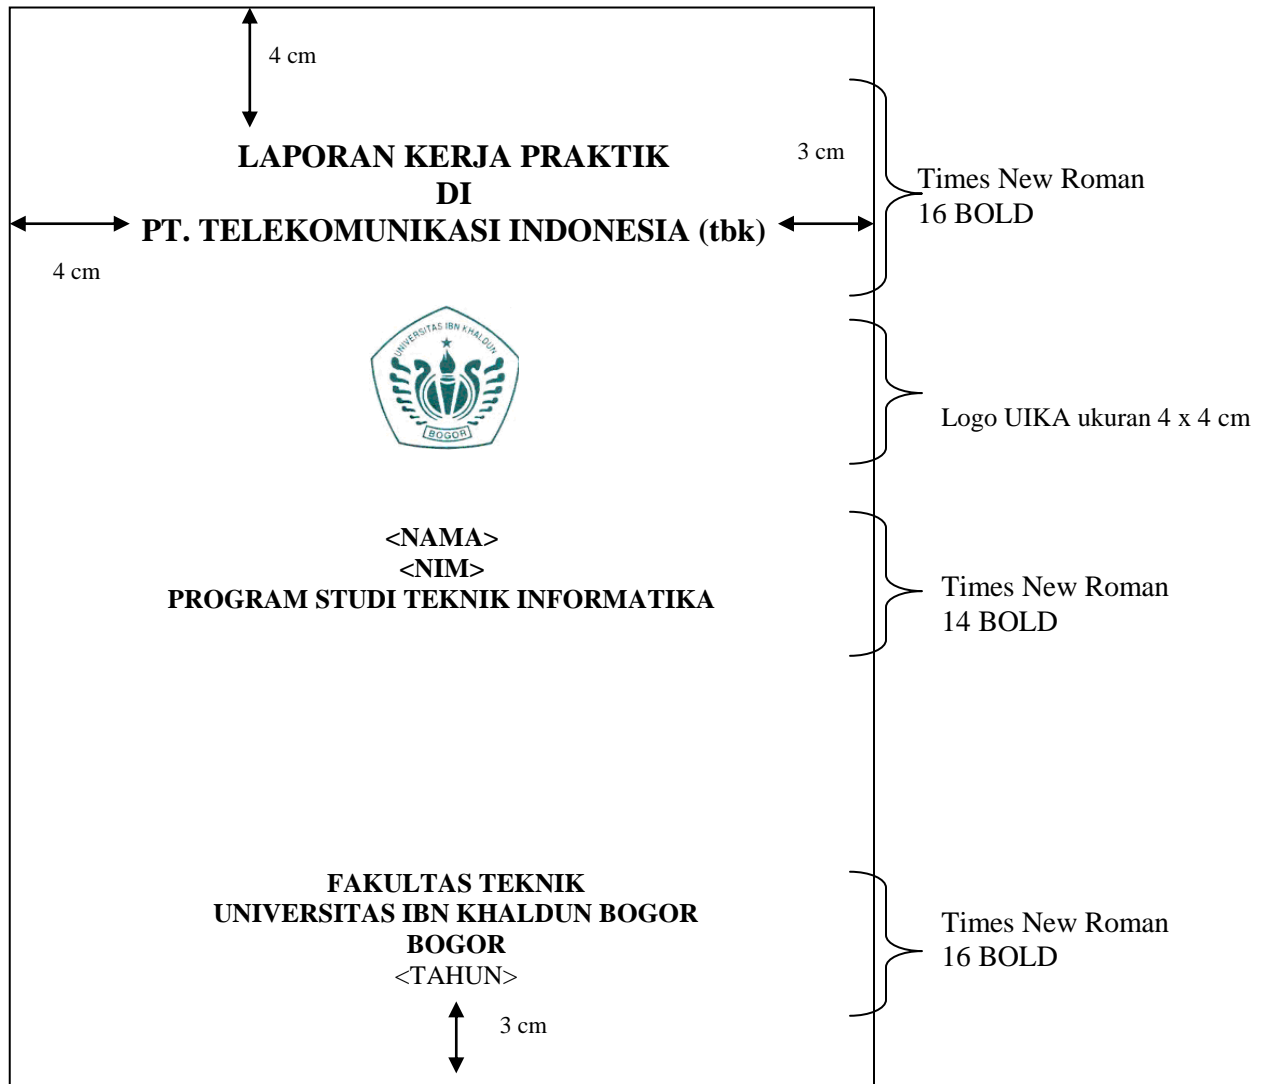 4 cm
LAPORAN KERJA PRAKTIK
3 cm
DI
PT. TELEKOMUNIKASI INDONESIA (tbk)
4 cm
Times New Roman
16 BOLD
UNIVERSITAS IBN KHALDUN
BOGOR
Logo UIKA ukuran 4 x 4 cm
<NAMA>
<NIM>
PROGRAM STUDI TEKNIK INFORMATIKA
Times New Roman
14 BOLD
FAKULTAS TEKNIK
UNIVERSITAS IBN KHALDUN BOGOR
BOGOR
<TAHUN>
Times New Roman
16 BOLD
3 cm